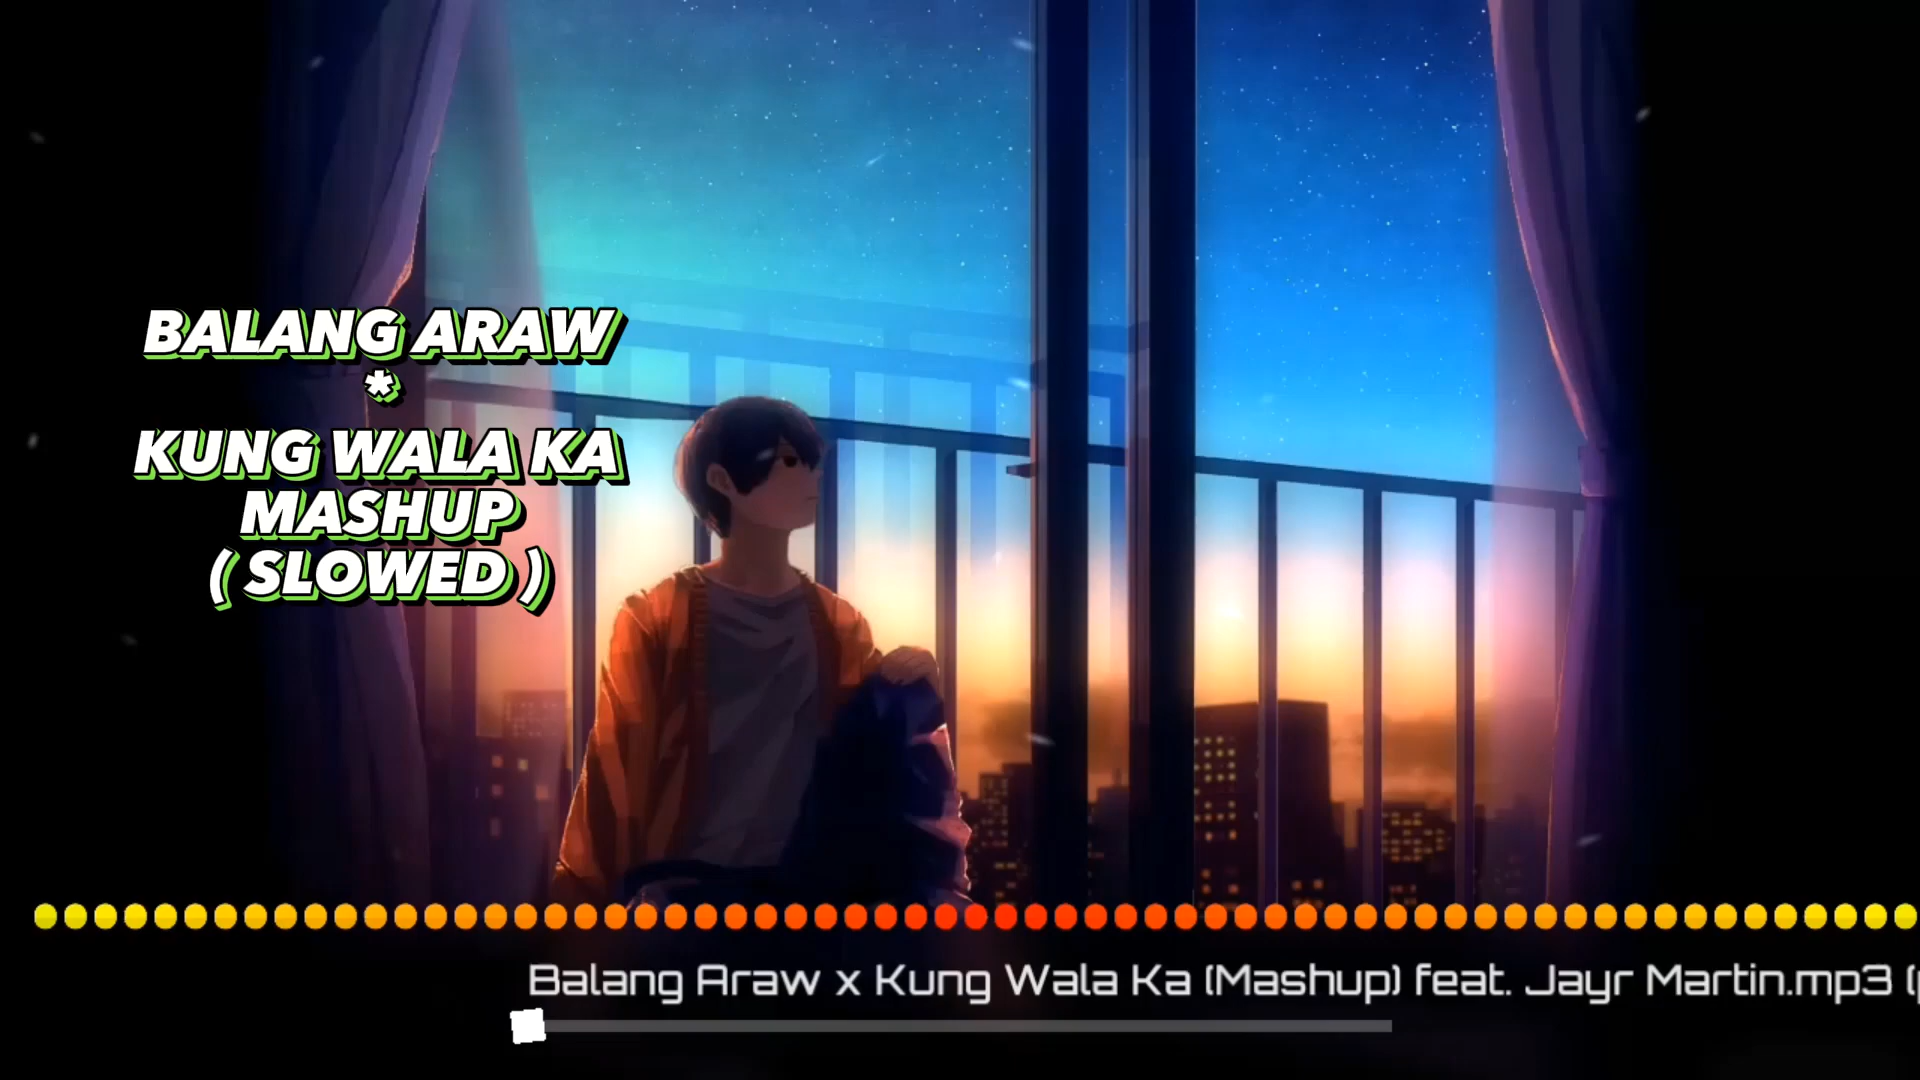 BALANG ARAW
*
KUNG WALA KA
MASHUP
( SLOWED )
Balang Araw x Kung Wala Ka (Mashup) feat. Jayr Martin.mp3 (